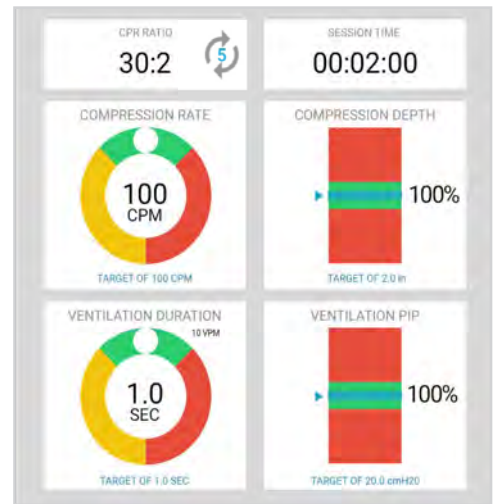 CPR RATIO
30:2
5
SESSION TIME
00:02:00
COMPRESSION RATE
100
CPM
TARGET OF 100 CPM
COMPRESSION DEPTH
100%
TARGET OF 2.0 in
VENTILATION DURATION
10 VPM
1.0
SEC
TARGET OF 1.0 SEC
VENTILATION PIP
100%
TARGET OF 20.0 cmH20